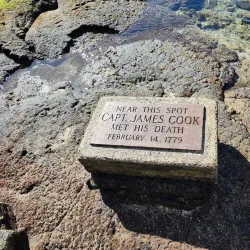 NEAR THIS SPOT
CAPT. JAMES COOK
MET HIS DEATH
FEBRUARY 14, 1779